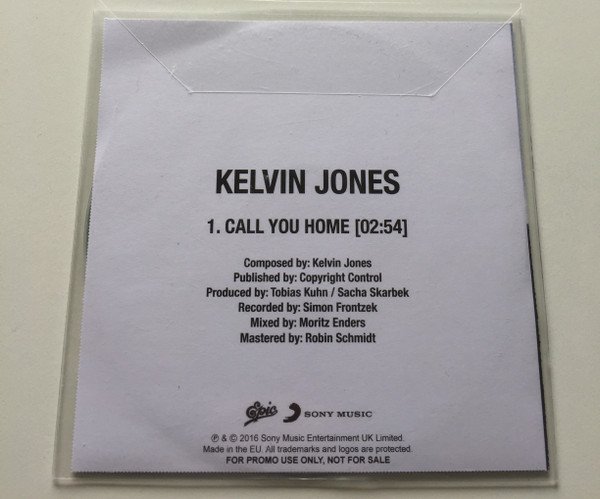 KELVIN JONES
1. CALL YOU HOME [02:54]
Composed by: Kelvin Jones
Published by: Copyright Control
Produced by: Tobias Kuhn / Sacha Skarbek
Recorded by: Simon Frontzek
Mixed by: Moritz Enders
Mastered by: Robin Schmidt
Epic SONY MUSIC
℗ & © 2016 Sony Music Entertainment UK Limited.
Made in the EU. All trademarks and logos are protected.
FOR PROMO USE ONLY, NOT FOR SALE